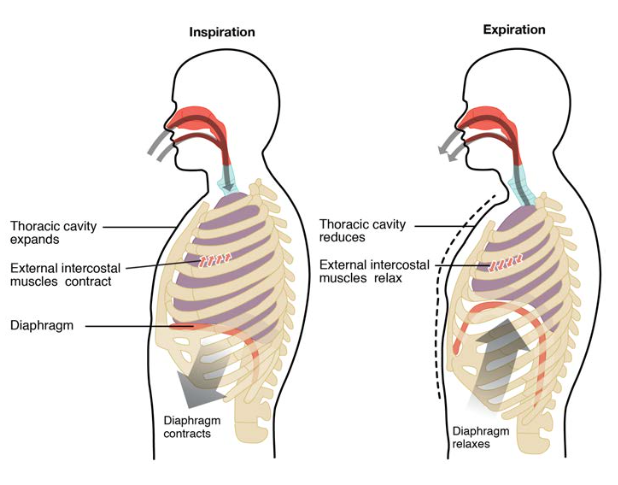 Inspiration
Expiration
Thoracic cavity
expands
External intercostal
muscles contract
Diaphragm
Diaphragm
contracts
Thoracic cavity
reduces
External intercostal
muscles relax
Diaphragm
relaxes